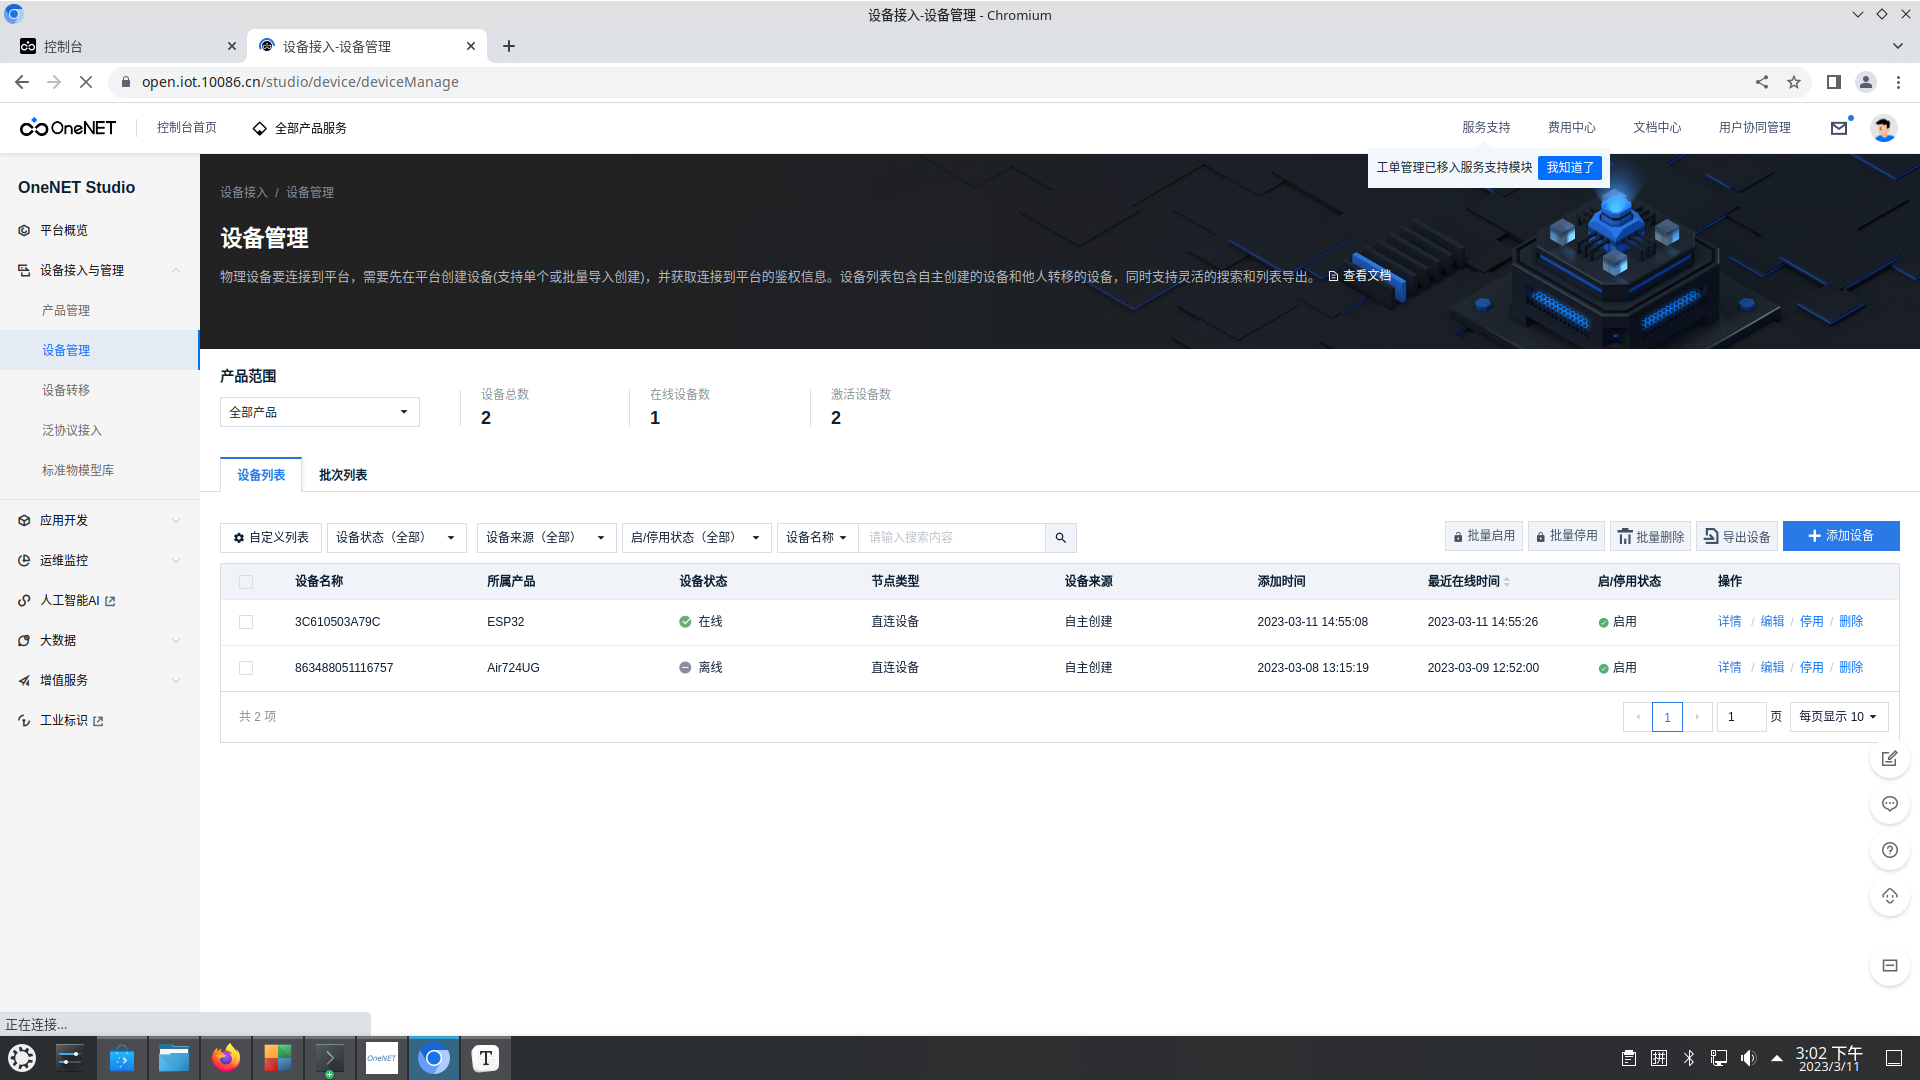 设备接入-设备管理 - Chromium
控制台
设备接入-设备管理
open.iot.10086.cn/studio/device/deviceManage
OneNET
控制台首页
全部产品服务
服务支持
费用中心
文档中心
用户协同管理
工单管理已移入服务支持模块 我知道了
OneNET Studio
平台概览
设备接入与管理
产品管理
设备管理
设备转移
泛协议接入
标准物模型库
应用开发
运维监控
人工智能AI
大数据
增值服务
工业标识
设备接入 / 设备管理
设备管理
物理设备要连接到平台，需要先在平台创建设备(支持单个或批量导入创建)，并获取连接到平台的鉴权信息。设备列表包含自主创建的设备和他人转移的设备，同时支持灵活的搜索和列表导出。 查看文档
产品范围
全部产品
设备总数
2
在线设备数
1
激活设备数
2
设备列表 批次列表
自定义列表 设备状态（全部） 设备来源（全部） 启/停用状态（全部） 设备名称 请输入搜索内容 批量启用 批量停用 批量删除 导出设备 添加设备
设备名称 所属产品 设备状态 节点类型 设备来源 添加时间 最近在线时间 启/停用状态 操作
3C610503A79C ESP32 在线 直连设备 自主创建 2023-03-11 14:55:08 2023-03-11 14:55:26 启用 详情 / 编辑 / 停用 / 删除
863488051116757 Air724UG 离线 直连设备 自主创建 2023-03-08 13:15:19 2023-03-09 12:52:00 启用 详情 / 编辑 / 停用 / 删除
共 2 项 1 1 页 每页显示 10
正在连接...
OneNET
T
拼
3:02 下午
2023/3/11